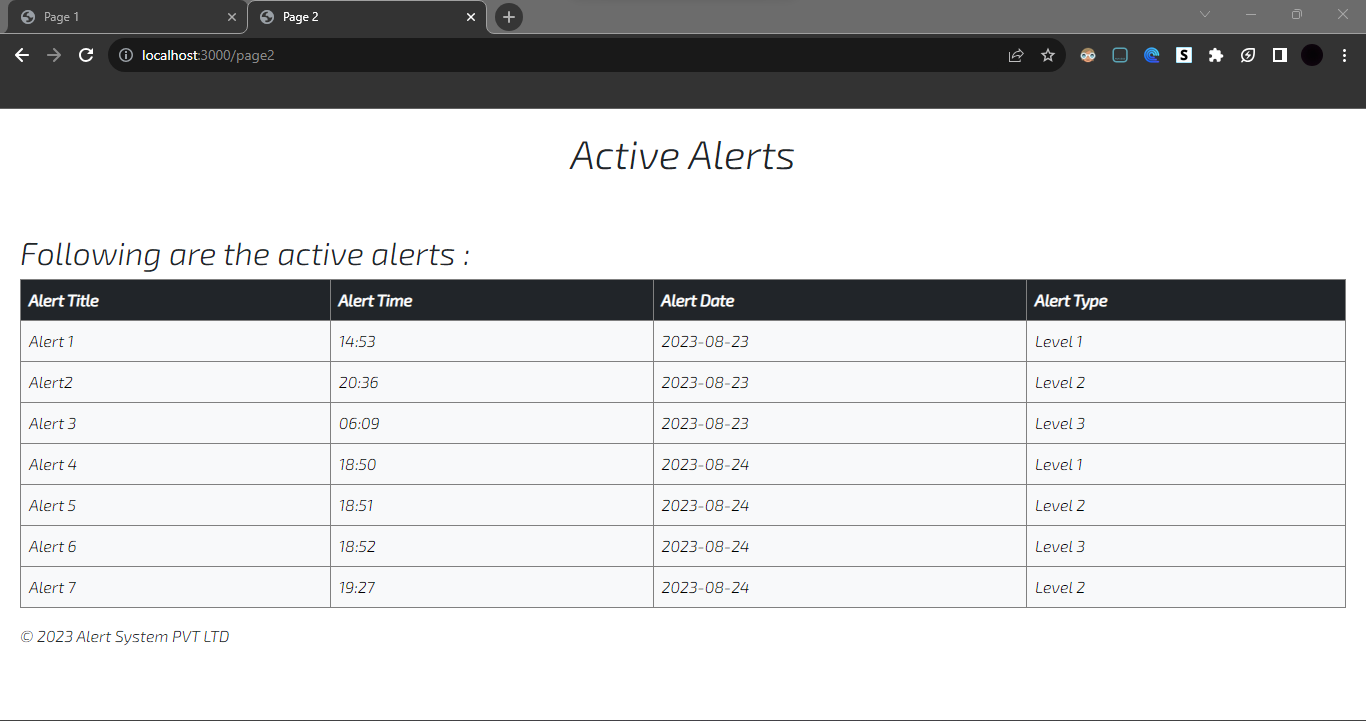 Page 1
Page 2
localhost:3000/page2
S
Active Alerts
Following are the active alerts :
Alert Title Alert Time Alert Date Alert Type
Alert 1 14:53 2023-08-23 Level 1
Alert2 20:36 2023-08-23 Level 2
Alert 3 06:09 2023-08-23 Level 3
Alert 4 18:50 2023-08-24 Level 1
Alert 5 18:51 2023-08-24 Level 2
Alert 6 18:52 2023-08-24 Level 3
Alert 7 19:27 2023-08-24 Level 2
© 2023 Alert System PVT LTD